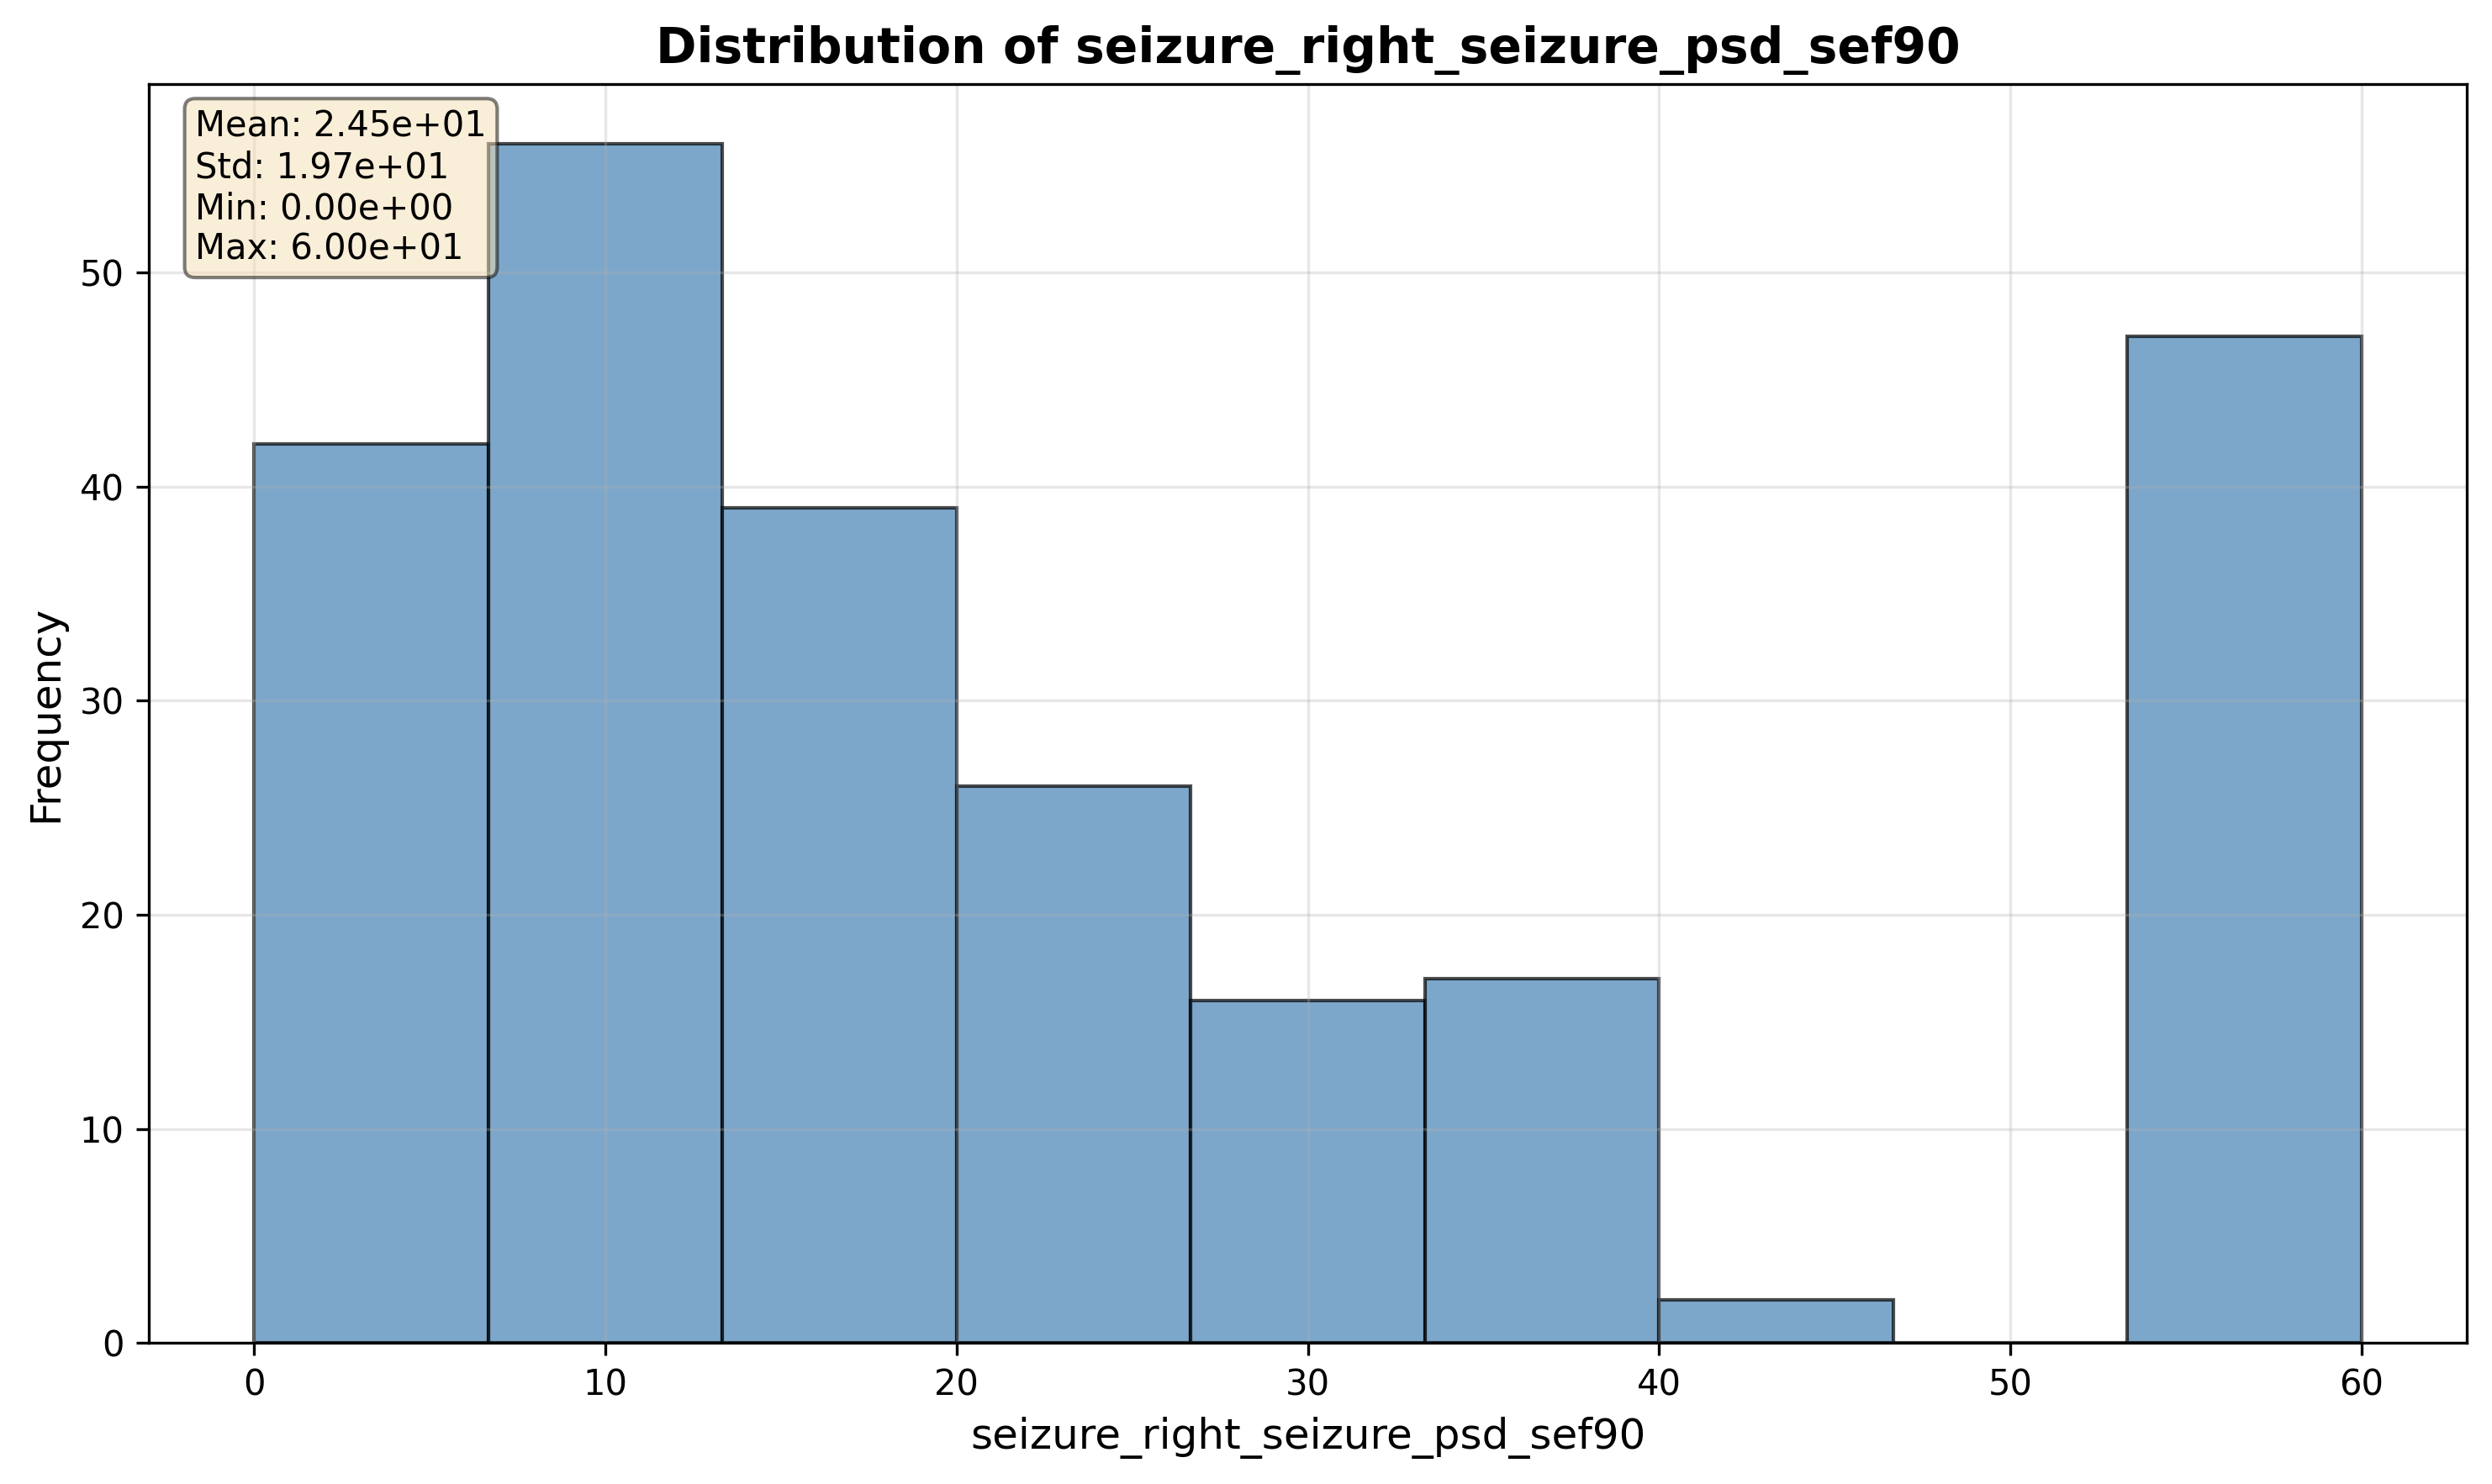 Distribution of seizure_right_seizure_psd_sef90
Mean: 2.45e+01
Std: 1.97e+01
Min: 0.00e+00
Max: 6.00e+01
Frequency
50
40
30
20
10
0
0 10 20 30 40 50 60
seizure_right_seizure_psd_sef90